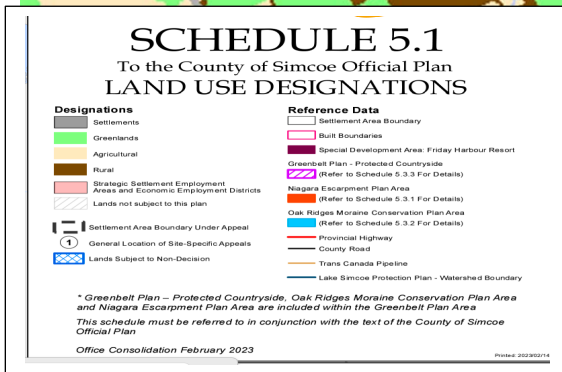 SCHEDULE 5.1
To the County of Simcoe Official Plan
LAND USE DESIGNATIONS
Designations
Settlements
Greenlands
Agricultural
Rural
Strategic Settlement Employment
Areas and Economic Employment Districts
Lands not subject to this plan
Settlement Area Boundary Under Appeal
1 General Location of Site-Specific Appeals
Lands Subject to Non-Decision
Reference Data
Settlement Area Boundary
Built Boundaries
Special Development Area: Friday Harbour Resort
Greenbelt Plan - Protected Countryside
(Refer to Schedule 5.3.3 For Details)
Niagara Escarpment Plan Area
(Refer to Schedule 5.3.1 For Details)
Oak Ridges Moraine Conservation Plan Area
(Refer to Schedule 5.3.2 For Details)
Provincial Highway
County Road
Trans Canada Pipeline
Lake Simcoe Protection Plan - Watershed Boundary
* Greenbelt Plan – Protected Countryside, Oak Ridges Moraine Conservation Plan Area
and Niagara Escarpment Plan Area are included within the Greenbelt Plan Area
This schedule must be referred to in conjunction with the text of the County of Simcoe
Official Plan
Office Consolidation February 2023
Printed: 2023/02/14